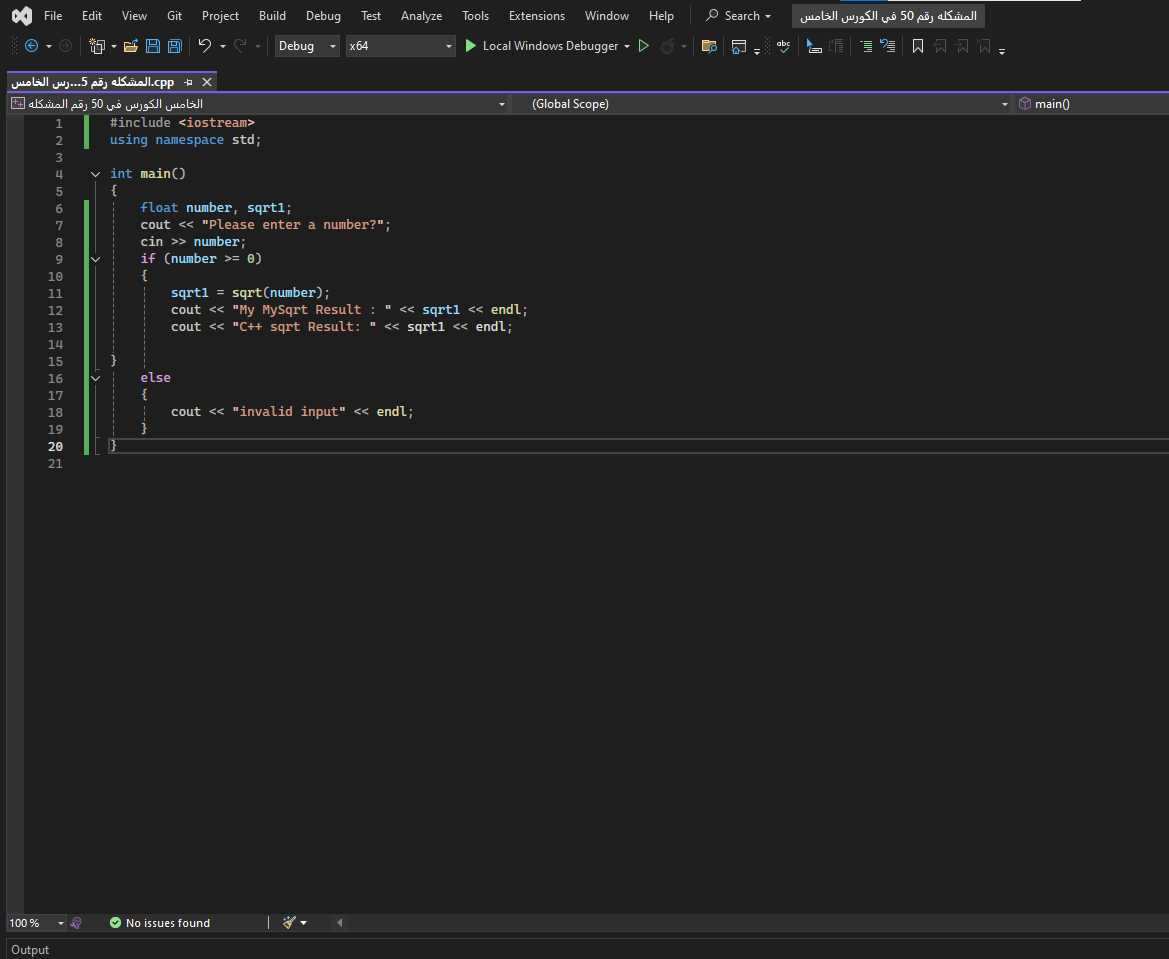 File Edit View Git Project Build Debug Test Analyze Tools Extensions Window Help Search المشكله رقم 50 في الكورس الخامس
Debug x64 Local Windows Debugger abc
المشكله رقم 5...رس الخامس.cpp
الخامس الكورس في 50 رقم المشكله (Global Scope) main()
1 #include <iostream>
2 using namespace std;
3
4 int main()
5 {
6 float number, sqrt1;
7 cout << "Please enter a number?";
8 cin >> number;
9 if (number >= 0)
10 {
11 sqrt1 = sqrt(number);
12 cout << "My MySqrt Result : " << sqrt1 << endl;
13 cout << "C++ sqrt Result: " << sqrt1 << endl;
14
15 }
16 else
17 {
18 cout << "invalid input" << endl;
19 }
20 }
21
100 % No issues found
Output